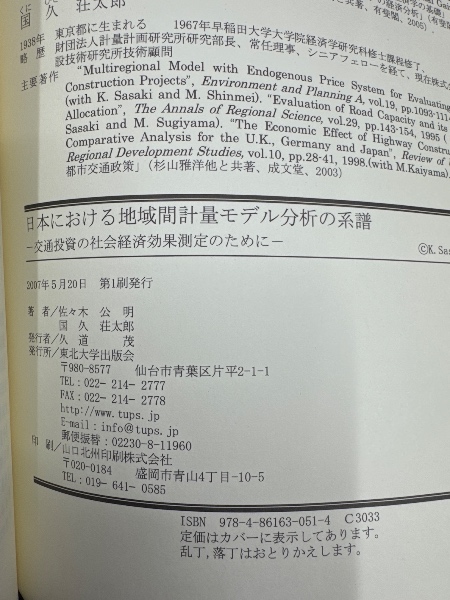 くに
国 久 荘太郎
1938年 東京都に生まれる 1967年早稲田大学大学院経済学研究科修士課程修了、
略 歴 財団法人計量計画研究所研究部長、常任理事、シニアフェローを経て、現在株式
設技術研究所技術顧問
主要著作 "Multiregional Model with Endogenous Price System for Evaluating
Construction Projects", Environment and Planning A, vol.19, pp.1093-111
(with K. Sasaki and M. Shinmei). "Evaluation of Road Capacity and its
Allocation", The Annals of Regional Science, vol.29, pp.143-154, 1995 (
Sasaki and M. Sugiyama). "The Economic Effect of Highway Constru
Comparative Analysis for the U.K., Germany and Japan", Review of
Regional Development Studies, vol.10, pp.28-41, 1998.(with M.Kaiyama).
都市交通政策」（杉山雅洋他と共著、成文堂、2003）
日本における地域間計量モデル分析の系譜
－交通投資の社会経済効果測定のために－
©K. Sas
2007年5月20日 第1刷発行
著 者／佐々木 公 明
国 久 荘太郎
発行者／久 道 茂
発行所／東北大学出版会
〒980-8577 仙台市青葉区片平2-1-1
TEL：022-214-2777
FAX：022-214-2778
http://www.tups.jp
E-mail：info@tups.jp
郵便振替：02230-8-11960
印 刷／山口北州印刷株式会社
〒020-0184 盛岡市青山4丁目-10-5
TEL：019-641-0585
ISBN 978-4-86163-051-4 C3033
定価はカバーに表示してあります。
乱丁,落丁はおとりかえします。